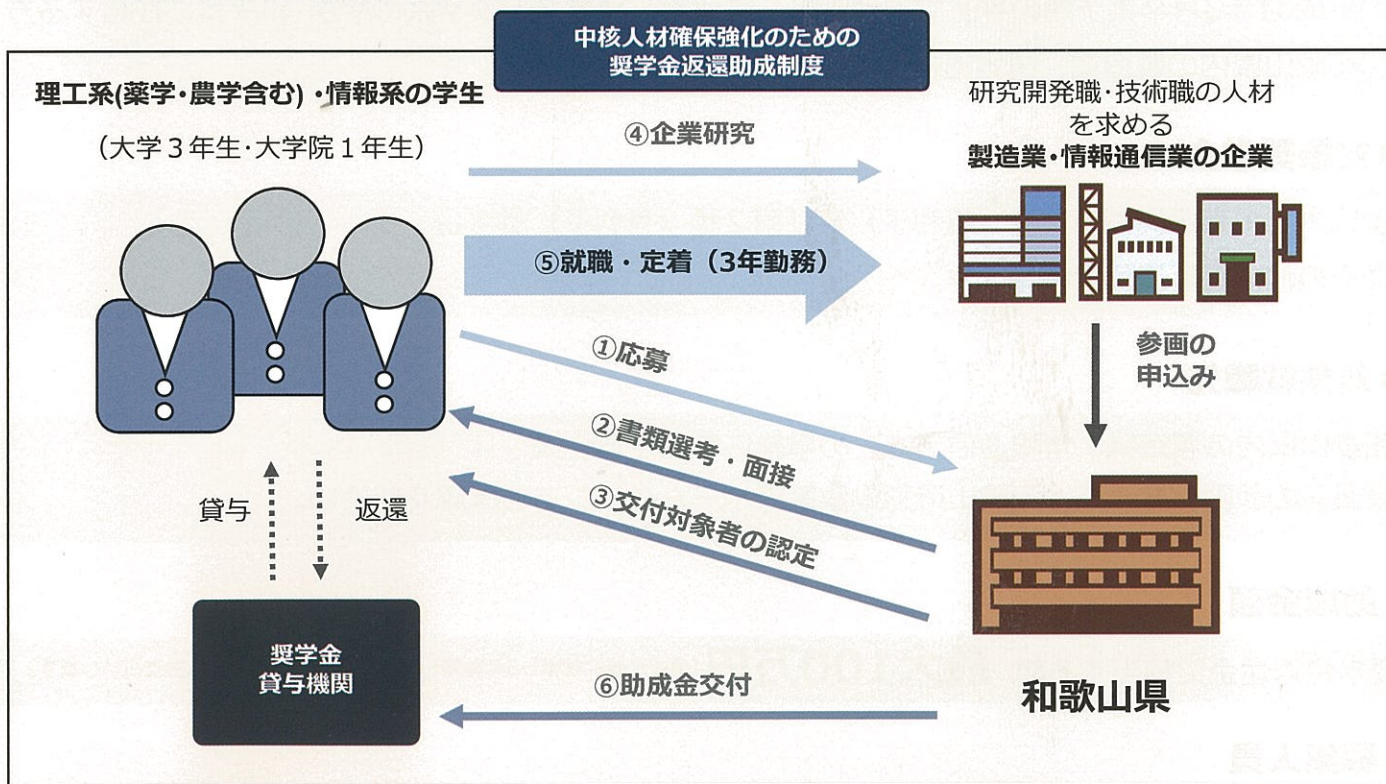 中核人材確保強化のための
奨学金返還助成制度
理工系(薬学・農学含む)・情報系の学生
(大学3年生・大学院1年生)
研究開発職・技術職の人材
を求める
製造業・情報通信業の企業
④企業研究
⑤就職・定着(3年勤務)
①応募
②書類選考・面接
③交付対象者の認定
参画の
申込み
貸与
返還
奨学金
貸与機関
⑥助成金交付
和歌山県